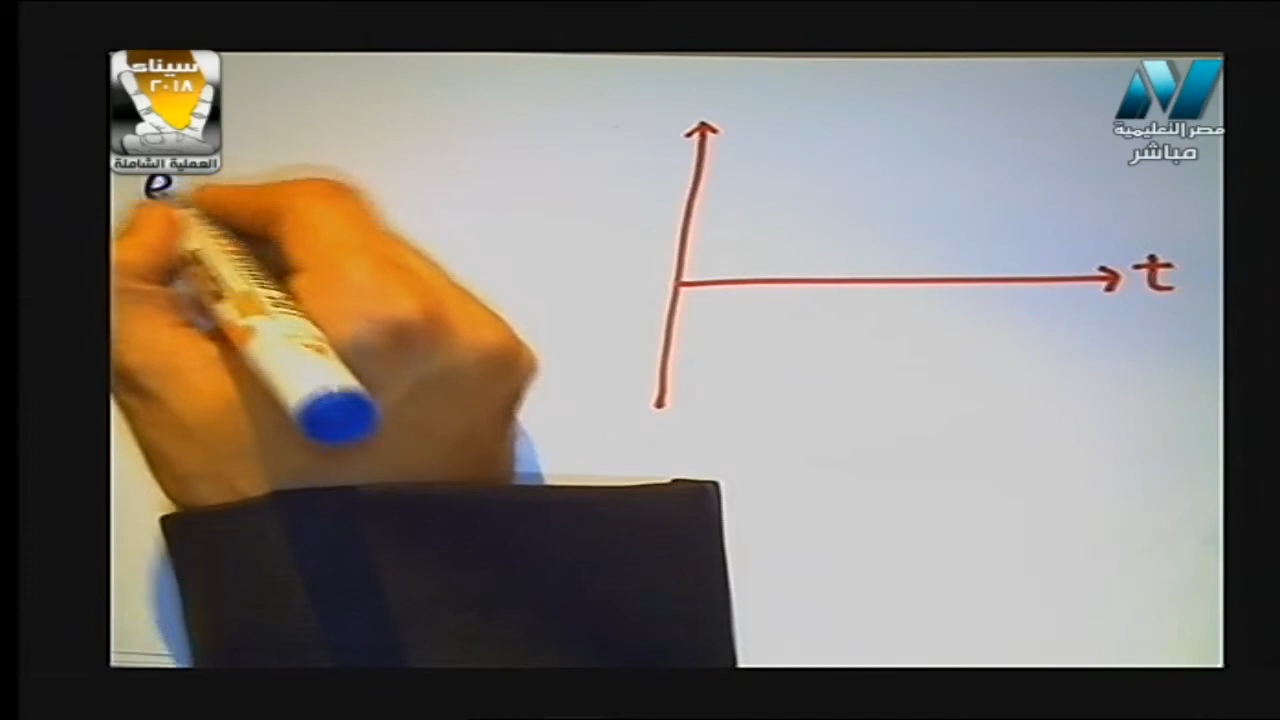 سيناء
٢٠١٨
العملية الشاملة
مصر التعليمية
مباشر
e
t